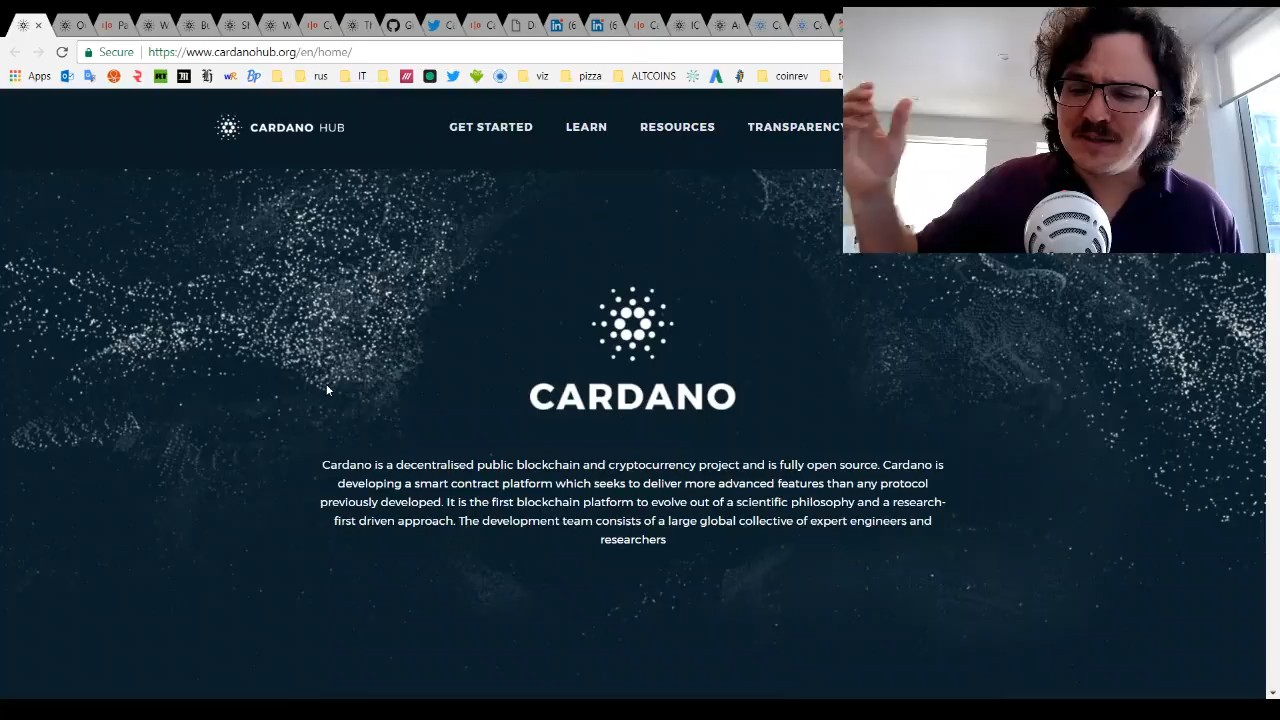 Secure
https://www.cardanohub.org/en/home/
Apps
rus
IT
viz
pizza
ALTCOINS
coinrev
CARDANO HUB
GET STARTED
LEARN
RESOURCES
TRANSPARENCY
CARDANO
Cardano is a decentralised public blockchain and cryptocurrency project and is fully open source. Cardano is
developing a smart contract platform which seeks to deliver more advanced features than any protocol
previously developed. It is the first blockchain platform to evolve out of a scientific philosophy and a research-
first driven approach. The development team consists of a large global collective of expert engineers and
researchers